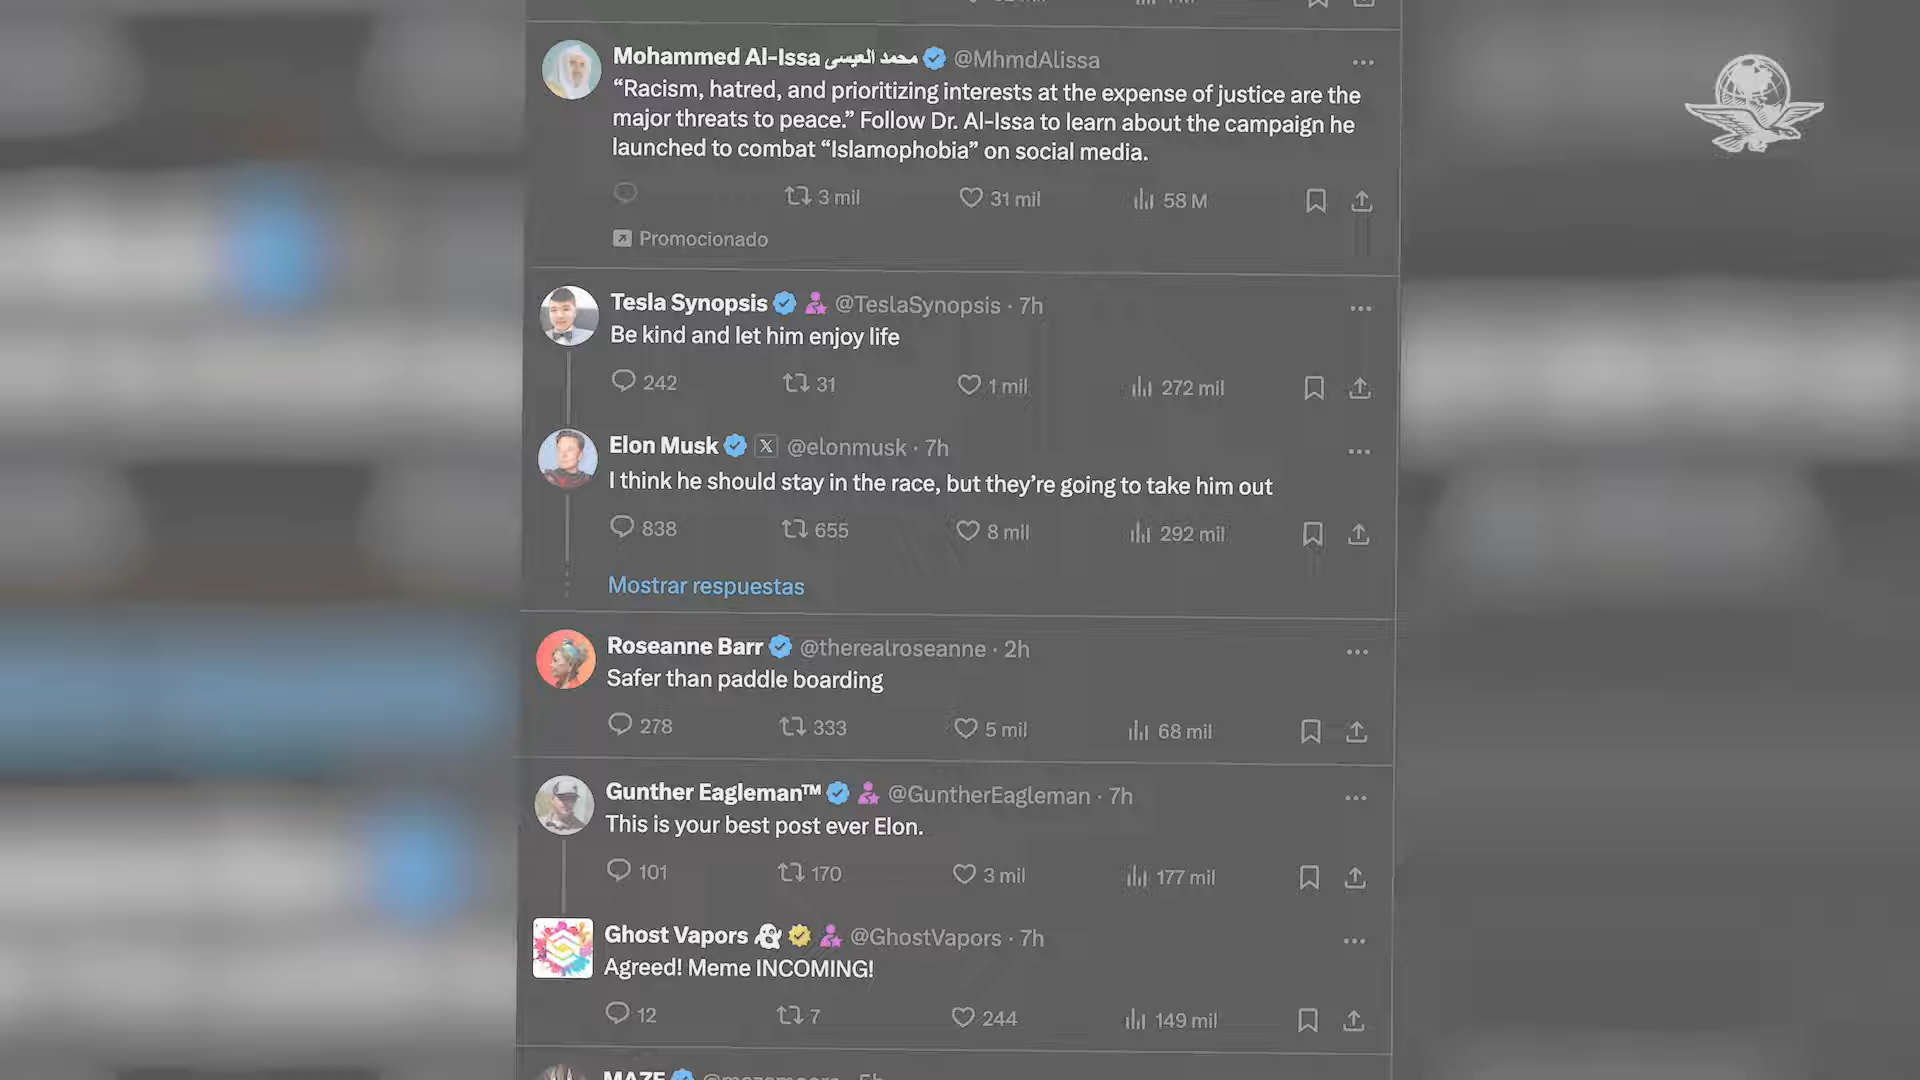 Mohammed Al-Issa محمد العيسى @MhmdAlissa
“Racism, hatred, and prioritizing interests at the expense of justice are the
major threats to peace.” Follow Dr. Al-Issa to learn about the campaign he
launched to combat “Islamophobia” on social media.
3 mil 31 mil 58 M
Promocionado
Tesla Synopsis @TeslaSynopsis · 7h
Be kind and let him enjoy life
242 31 1 mil 272 mil
Elon Musk X @elonmusk · 7h
I think he should stay in the race, but they’re going to take him out
838 655 8 mil 292 mil
Mostrar respuestas
Roseanne Barr @therealroseanne · 2h
Safer than paddle boarding
278 333 5 mil 68 mil
Gunther Eagleman™ @GuntherEagleman · 7h
This is your best post ever Elon.
101 170 3 mil 177 mil
Ghost Vapors @GhostVapors · 7h
Agreed! Meme INCOMING!
12 7 244 149 mil
MAZE